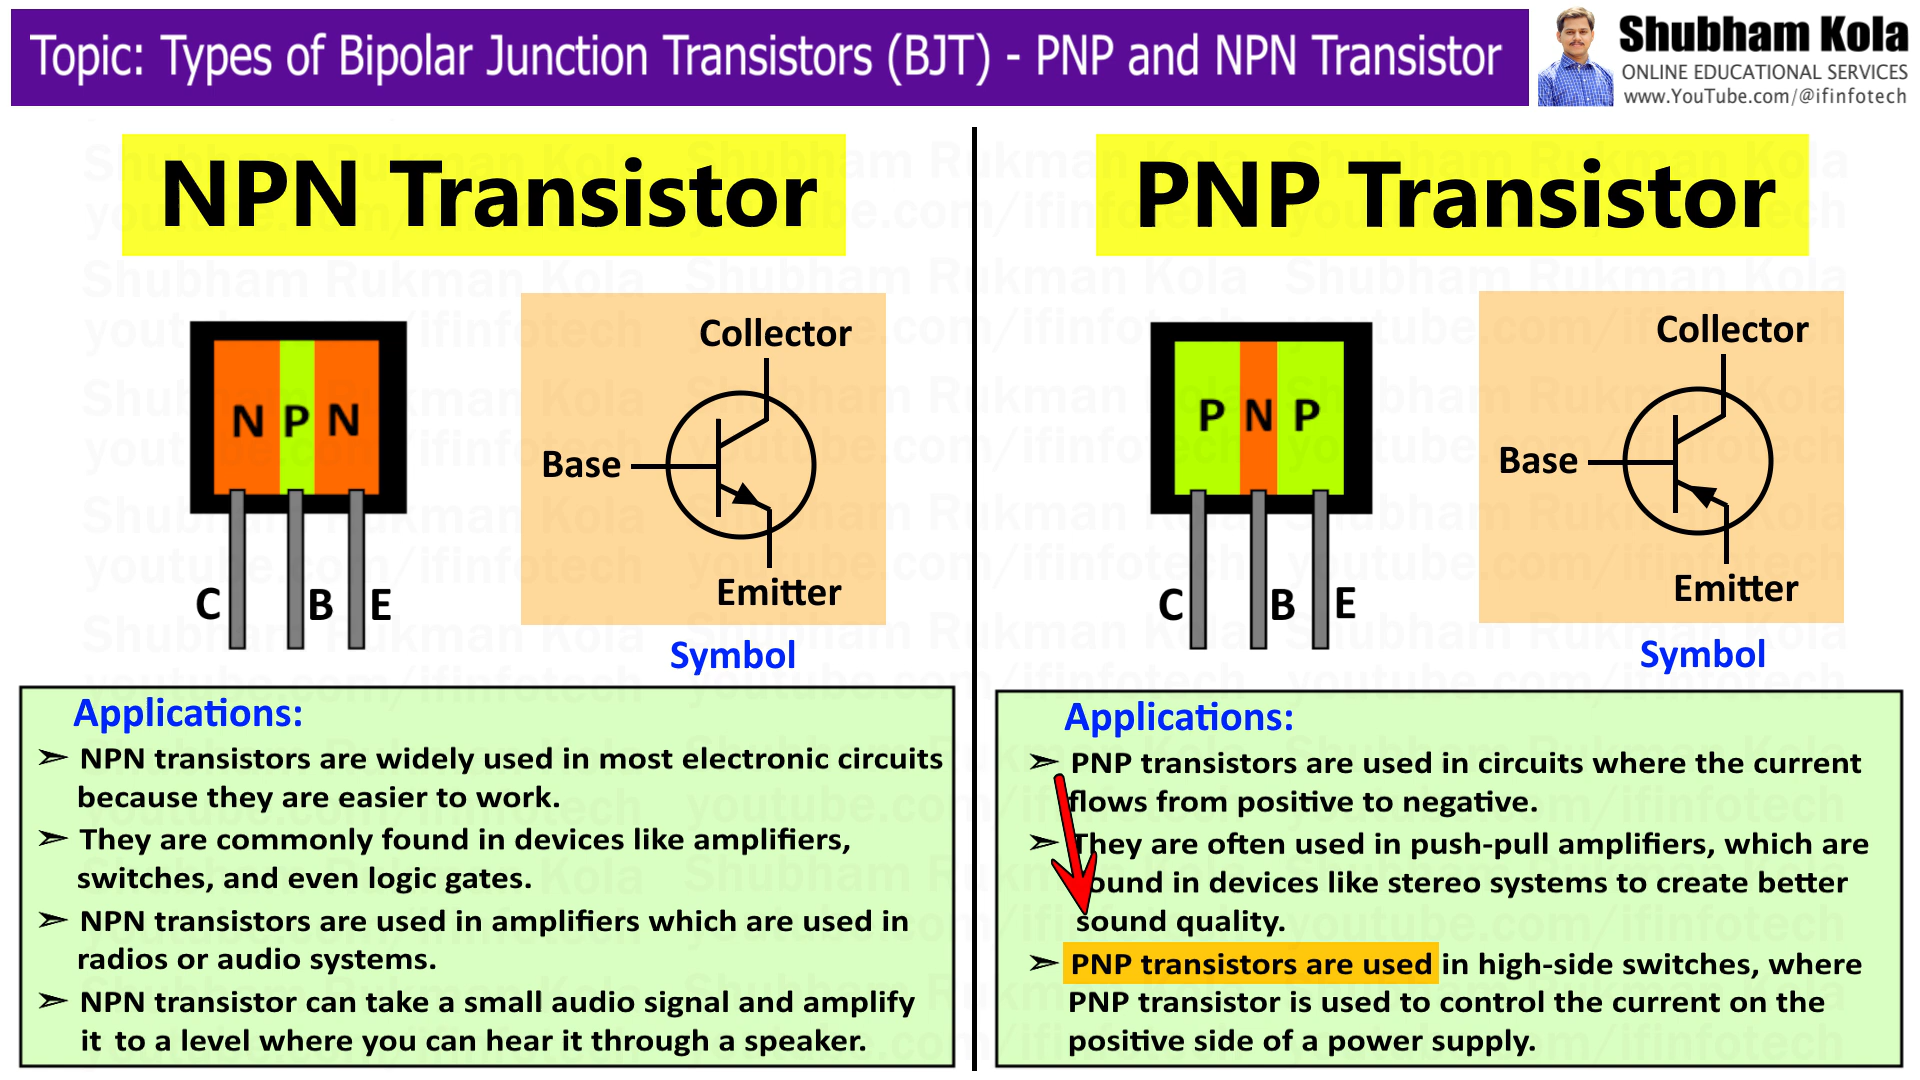 Topic: Types of Bipolar Junction Transistors (BJT) - PNP and NPN Transistor
Shubham Kola
ONLINE EDUCATIONAL SERVICES
www.YouTube.com/@ifinfotech
NPN Transistor
N P N
C B E
Collector
Base
Emitter
Symbol
Applications:
➢ NPN transistors are widely used in most electronic circuits
because they are easier to work.
➢ They are commonly found in devices like amplifiers,
switches, and even logic gates.
➢ NPN transistors are used in amplifiers which are used in
radios or audio systems.
➢ NPN transistor can take a small audio signal and amplify
it to a level where you can hear it through a speaker.
PNP Transistor
P N P
C B E
Collector
Base
Emitter
Symbol
Applications:
➢ PNP transistors are used in circuits where the current
flows from positive to negative.
➢ They are often used in push-pull amplifiers, which are
found in devices like stereo systems to create better
sound quality.
➢ PNP transistors are used in high-side switches, where
PNP transistor is used to control the current on the
positive side of a power supply.
Shubham Rukman Kola
youtube.com/ifinfotech